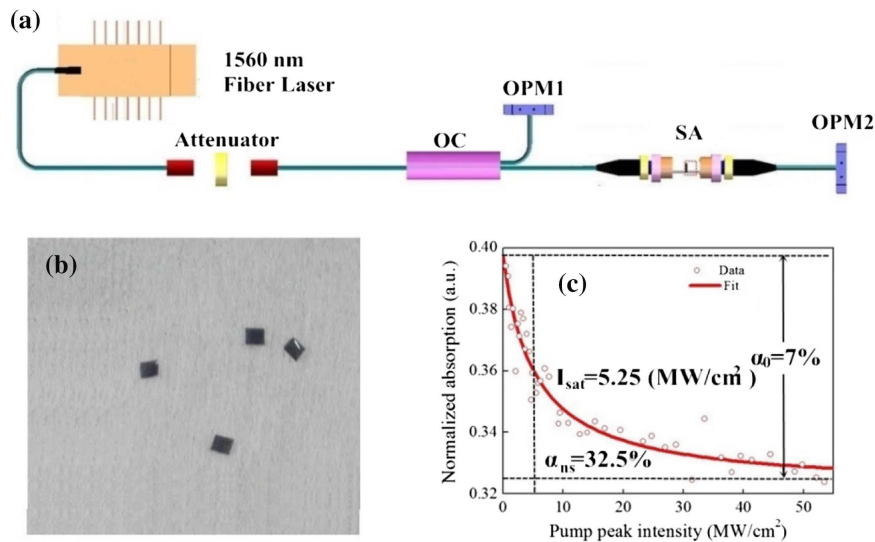 (a)
1560 nm
Fiber Laser
Attenuator
OC
OPM1
SA
OPM2
(b)
(c)
Normalized absorption (a.u.)
0.40
0.38
0.36
0.34
0.32
Data
Fit
α₀=7%
Isat=5.25 (MW/cm² )
αns=32.5%
0 10 20 30 40 50
Pump peak intensity (MW/cm²)